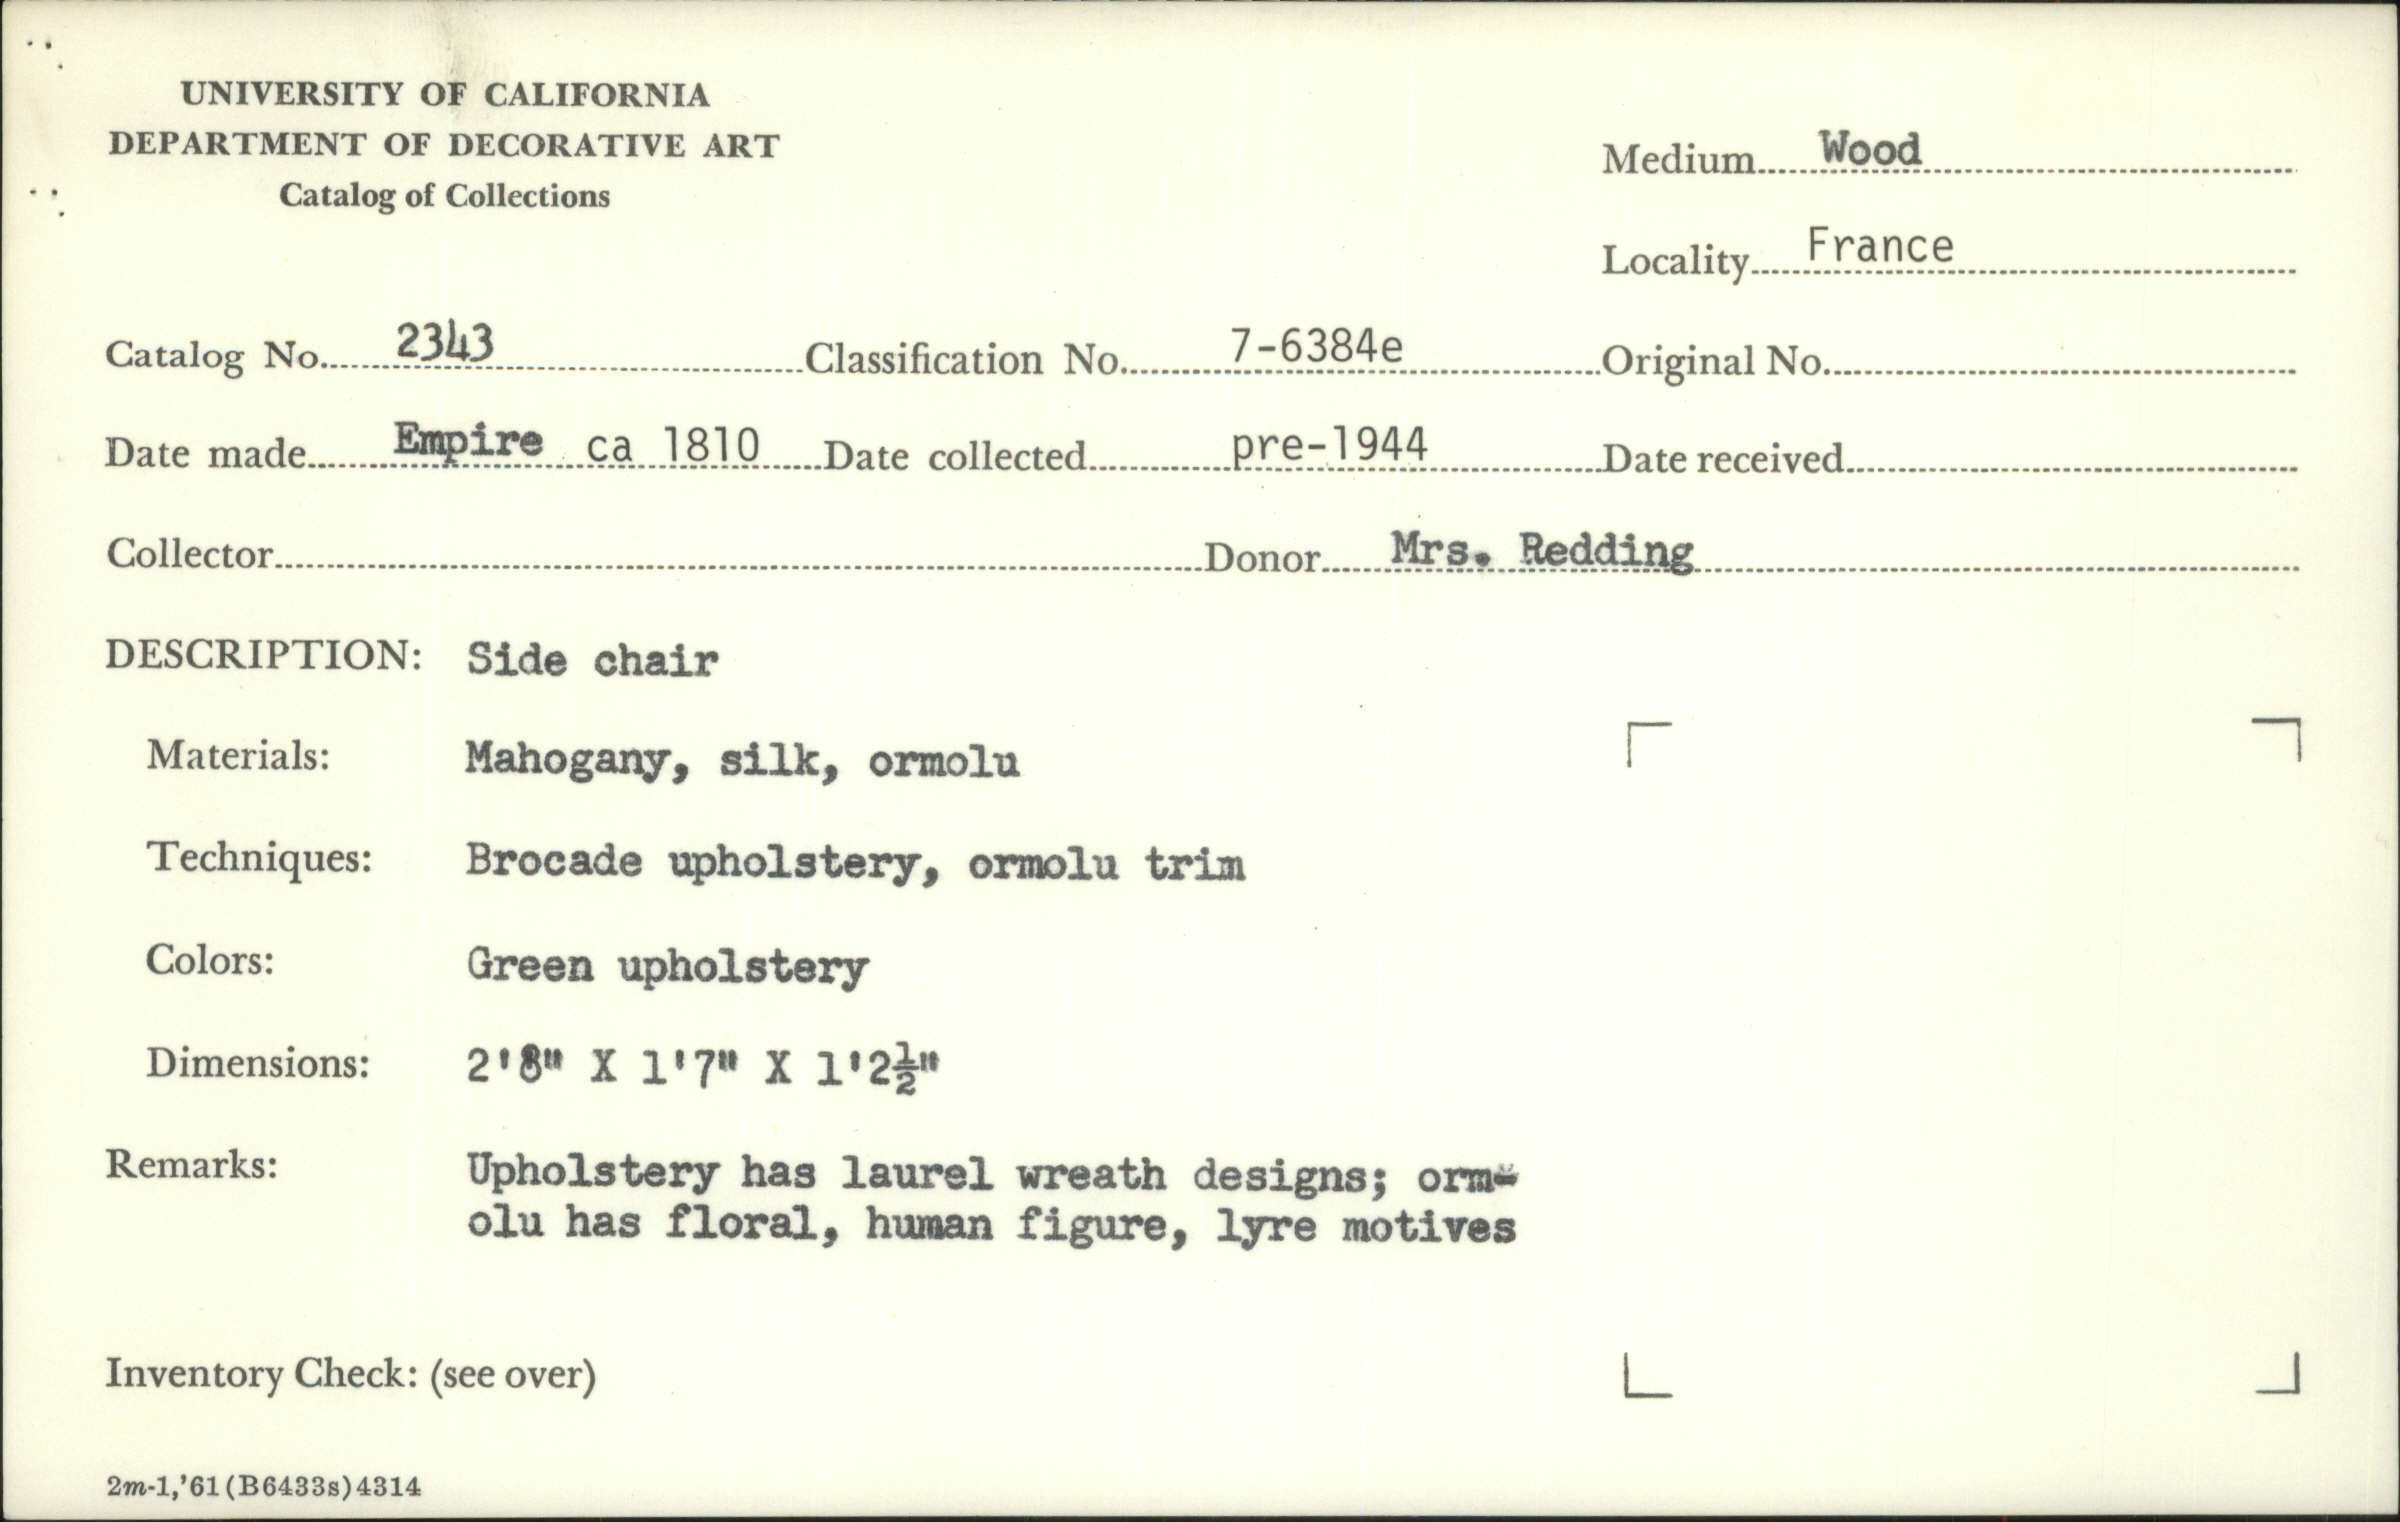 UNIVERSITY OF CALIFORNIA
DEPARTMENT OF DECORATIVE ART
Catalog of Collections
Medium Wood
Locality France
Catalog No. 2343 Classification No. 7-6384e Original No.
Date made Empire ca 1810 Date collected pre-1944 Date received
Collector Donor Mrs. Redding
DESCRIPTION: Side chair
Materials: Mahogany, silk, ormolu
Techniques: Brocade upholstery, ormolu trim
Colors: Green upholstery
Dimensions: 2'8" X 1'7" X 1'2½"
Remarks: Upholstery has laurel wreath designs; orm-
olu has floral, human figure, lyre motives
Inventory Check: (see over)
2m-1,'61(B6433s)4314